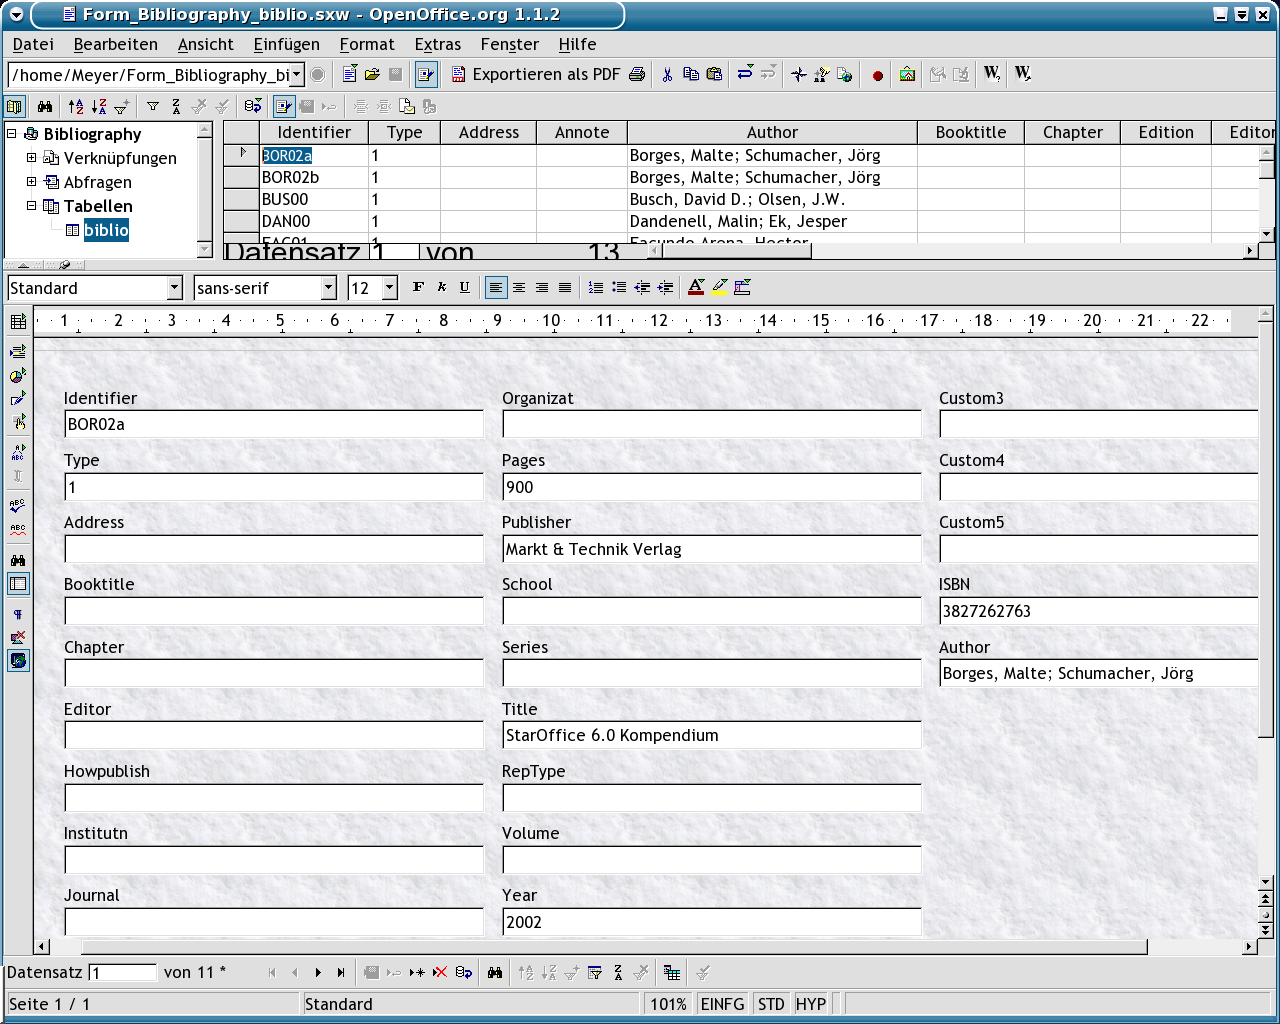 Form_Bibliography_biblio.sxw - OpenOffice.org 1.1.2
Datei Bearbeiten Ansicht Einfügen Format Extras Fenster Hilfe
/home/Meyer/Form_Bibliography_bi Exportieren als PDF
Bibliography
Verknüpfungen
Abfragen
Tabellen
biblio
Identifier Type Address Annote Author Booktitle Chapter Edition Editor
BOR02a 1 Borges, Malte; Schumacher, Jörg
BOR02b 1 Borges, Malte; Schumacher, Jörg
BUS00 1 Busch, David D.; Olsen, J.W.
DAN00 1 Dandenell, Malin; Ek, Jesper
FAC01 1 Facundo Arena, Hector
Datensatz 1 von 13
Standard sans-serif 12 F k U
1 2 3 4 5 6 7 8 9 10 11 12 13 14 15 16 17 18 19 20 21 22
Identifier Organizat Custom3
BOR02a
Type Pages Custom4
1 900
Address Publisher Custom5
Markt & Technik Verlag
Booktitle School ISBN
3827262763
Chapter Series Author
Borges, Malte; Schumacher, Jörg
Editor Title
StarOffice 6.0 Kompendium
Howpublish RepType
Institutn Volume
Journal Year
2002
Datensatz 1 von 11 *
Seite 1 / 1 Standard 101% EINFG STD HYP